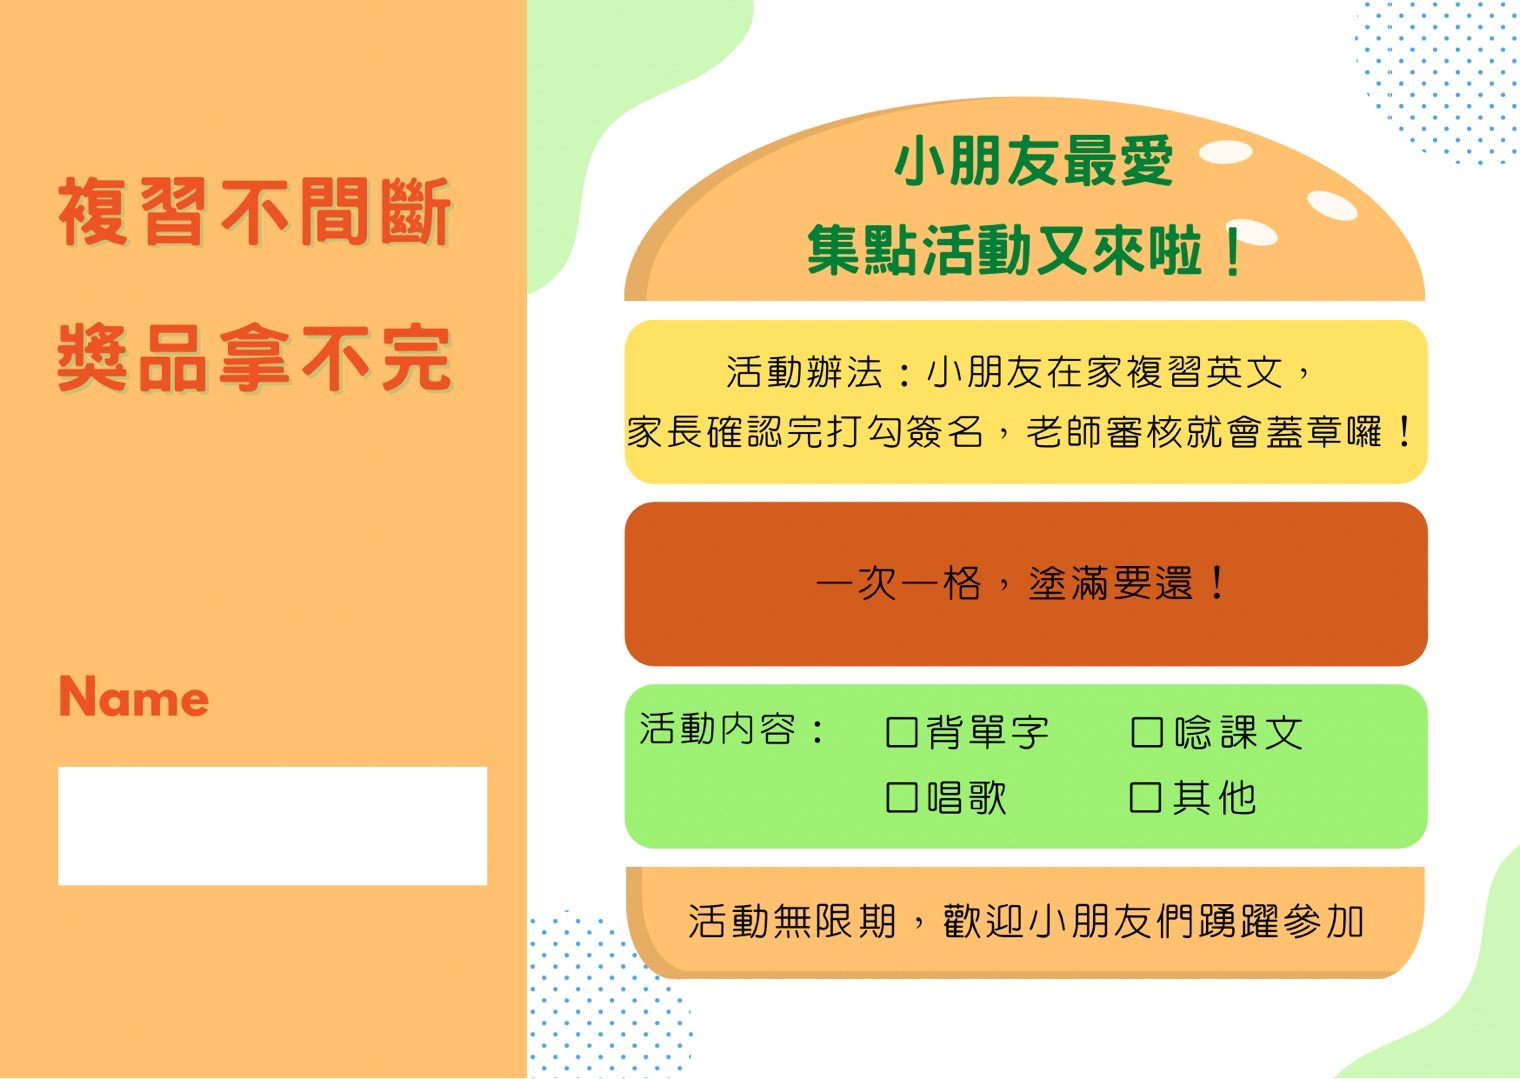 複習不間斷
獎品拿不完
Name
小朋友最愛
集點活動又來啦！
活動辦法：小朋友在家複習英文，
家長確認完打勾簽名，老師審核就會蓋章囉！
一次一格，塗滿要還！
活動內容： □背單字 □唸課文
□唱歌 □其他
活動無限期，歡迎小朋友們踴躍參加